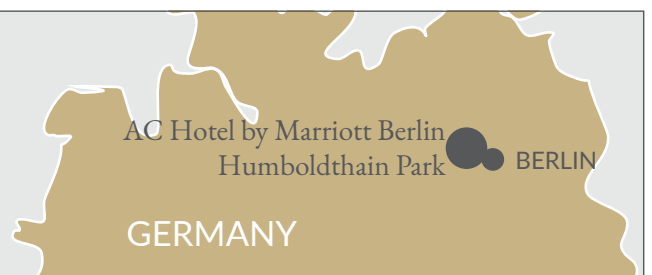 AC Hotel by Marriott Berlin
Humboldthain Park
BERLIN
GERMANY